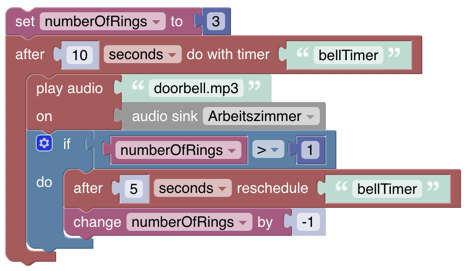 set numberOfRings to 3
after 10 seconds do with timer “ bellTimer ”
play audio “ doorbell.mp3 ”
on audio sink Arbeitszimmer
if numberOfRings > 1
do after 5 seconds reschedule “ bellTimer ”
change numberOfRings by -1